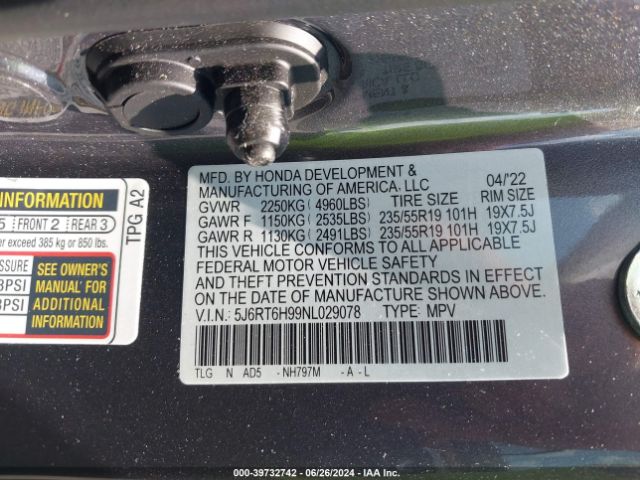 MFD. BY HONDA DEVELOPMENT &
MANUFACTURING OF AMERICA, LLC 04/'22
GVWR 2250KG ( 4960LBS) TIRE SIZE RIM SIZE
GAWR F 1150KG ( 2535LBS) 235/55R19 101H 19X7.5J
GAWR R 1130KG ( 2491LBS) 235/55R19 101H 19X7.5J
THIS VEHICLE CONFORMS TO ALL APPLICABLE
FEDERAL MOTOR VEHICLE SAFETY
AND THEFT PREVENTION STANDARDS IN EFFECT
ON THE DATE OF MANUFACTURE SHOWN ABOVE.
V.I.N.: 5J6RT6H99NL029078 TYPE: MPV
TLG N AD5 - NH797M - A - L
INFORMATION
5 FRONT 2 REAR 3
er exceed 385 kg or 850 lbs.
SSURE SEE OWNER'S
PSI MANUAL FOR
PSI ADDITIONAL
INFORMATION
TPG A2
000-39732742 / 06/26/2024 / IAA Inc.